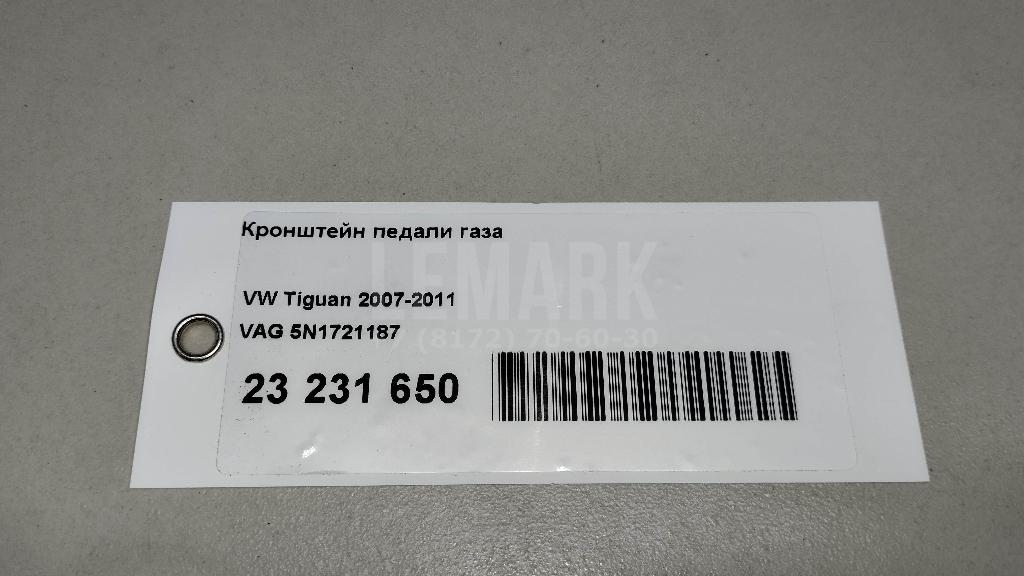 Кронштейн педали газа
LEMARK
VW Tiguan 2007-2011
VAG 5N1721187
(8172) 70-60-30
23 231 650